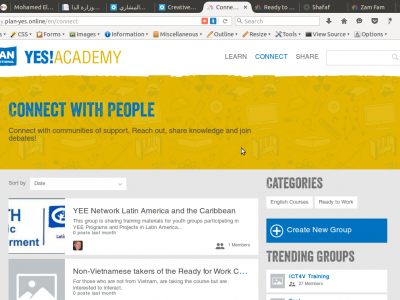 Mohamed El
وزارة الدا
المشاري
Creative
Conne
Ready to
Shafaf
Zam Fam
plan-yes.online/en/connect
CSS
Forms
Images
Information
Miscellaneous
Outline
Resize
Tools
View S
AN
YES!ACADEMY
LEARN CONNECT SHARE
CONNECT WITH PEOPLE
Connect with communities of support. Reach out, share knowledge and join
debates!
Sort by Date
CATEGORIES
English Courses Ready to Work
Create New Group
TRENDING GROUPS
ICT4V Training
27 Members
YEE Network Latin America and the Caribbean
This group is sharing training materials for youth groups participating in
YEE Programs and Projects in Latin America...
0 posts last month
1 Members
Non-Vietnamese takers of the Ready for Work C...
For those who are not from Vietnam, are taking the course but are
interested to interact.
0 posts last month